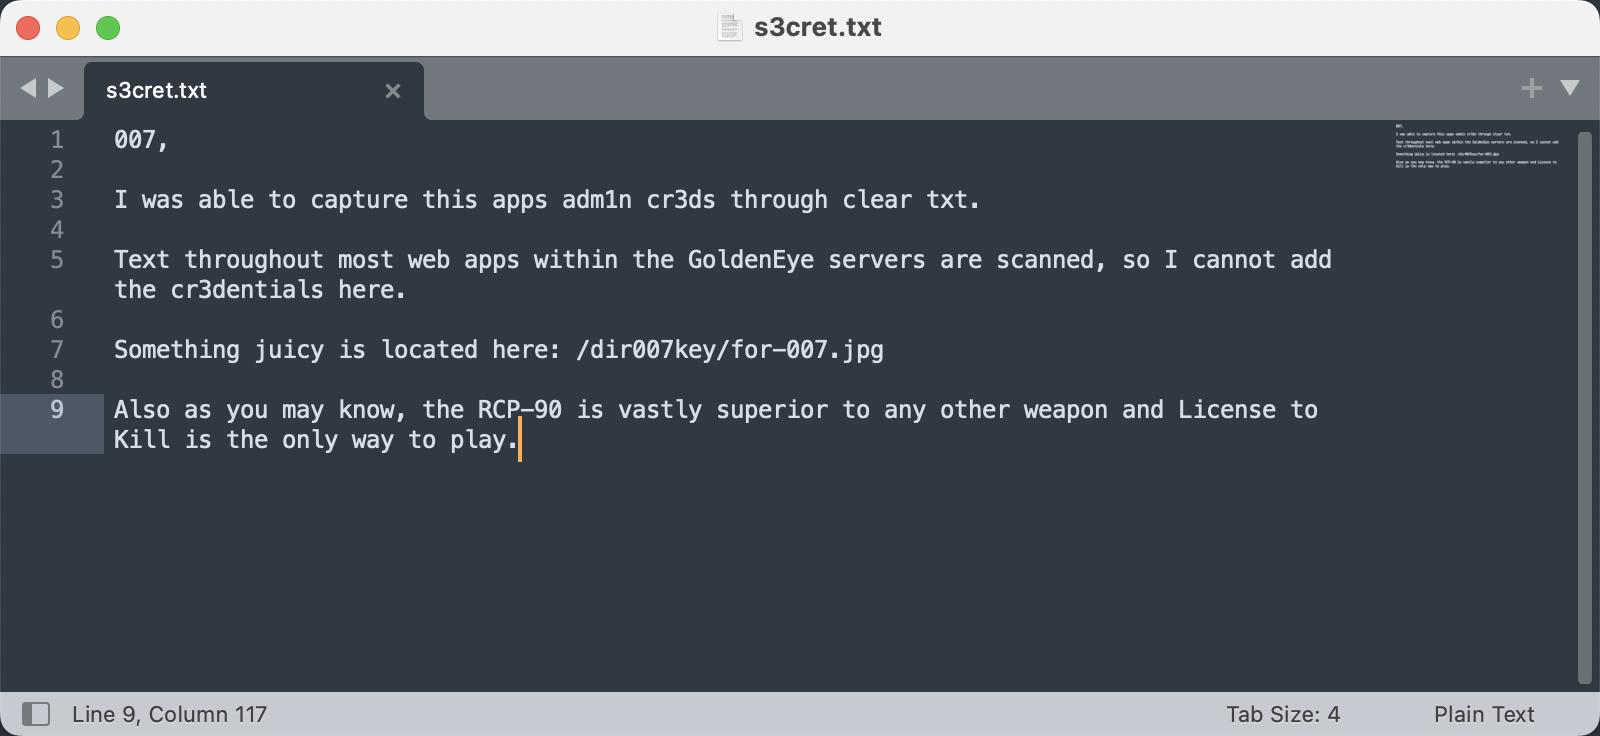 s3cret.txt
s3cret.txt
1 007,
2
3 I was able to capture this apps adm1n cr3ds through clear txt.
4
5 Text throughout most web apps within the GoldenEye servers are scanned, so I cannot add
the cr3dentials here.
6
7 Something juicy is located here: /dir007key/for-007.jpg
8
9 Also as you may know, the RCP-90 is vastly superior to any other weapon and License to
Kill is the only way to play.
Line 9, Column 117 Tab Size: 4 Plain Text